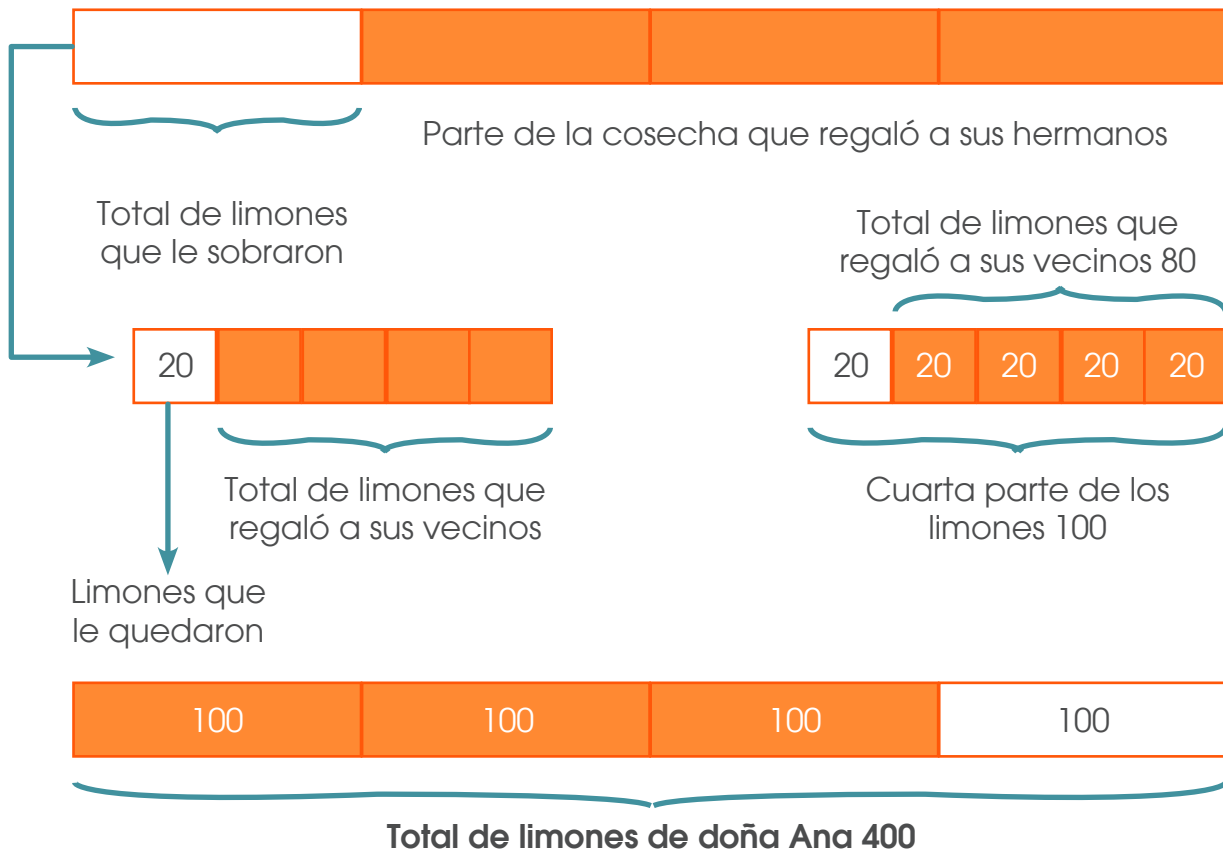 Parte de la cosecha que regaló a sus hermanos
Total de limones
que le sobraron
Total de limones que
regaló a sus vecinos 80
20
20 20 20 20 20
Total de limones que
regaló a sus vecinos
Cuarta parte de los
limones 100
Limones que
le quedaron
100 100 100 100
Total de limones de doña Ana 400